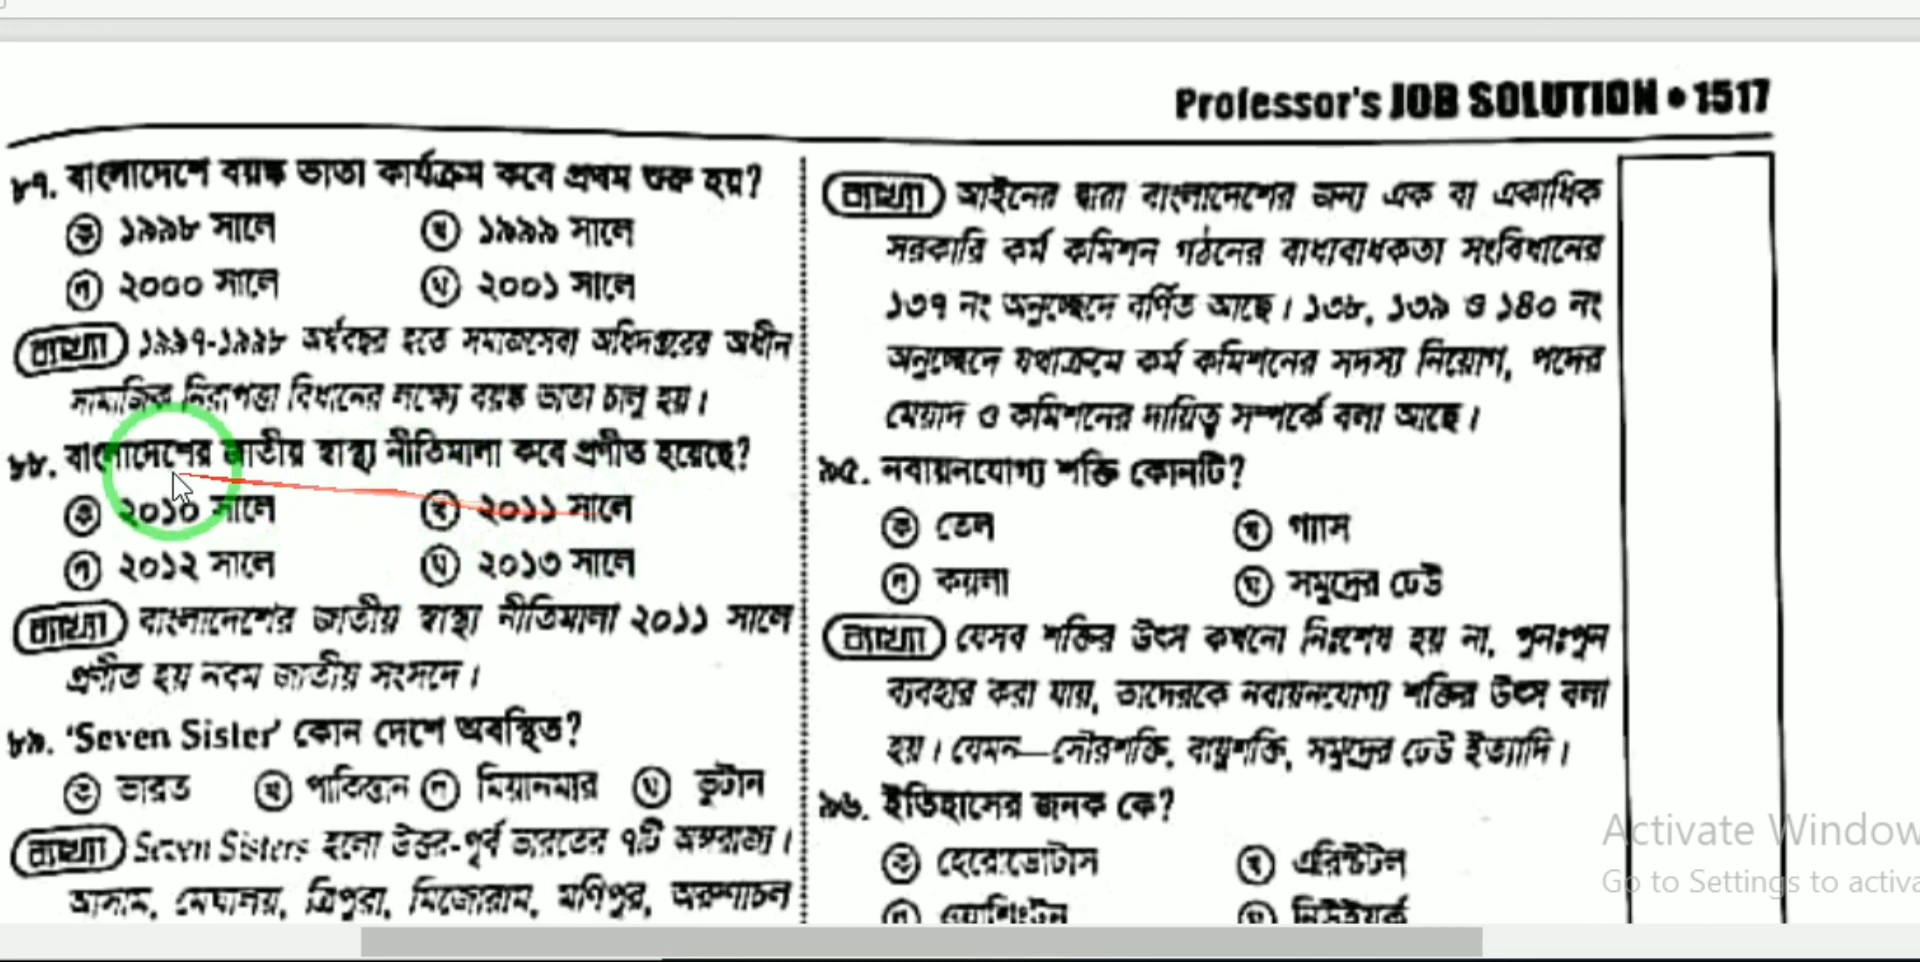 Professor's JOB SOLUTION • 1517
৮৭. বাংলাদেশে বয়স্ক ভাতা কার্যক্রম কবে প্রথম শুরু হয়?
ক ১৯৯৮ সালে খ ১৯৯৯ সালে
গ ২০০০ সালে ঘ ২০০১ সালে
ব্যাখ্যা ১৯৯৭-১৯৯৮ অর্থবছর হতে সমাজসেবা অধিদপ্তরের অধীন
সামাজিক নিরাপত্তা বিধানের লক্ষ্যে বয়স্ক ভাতা চালু হয়।
৮৮. বাংলাদেশের জাতীয় স্বাস্থ্য নীতিমালা কবে প্রণীত হয়েছে?
ক ২০১০ সালে খ ২০১১ সালে
গ ২০১২ সালে ঘ ২০১৩ সালে
ব্যাখ্যা বাংলাদেশের জাতীয় স্বাস্থ্য নীতিমালা ২০১১ সালে
প্রণীত হয় নবম জাতীয় সংসদে।
৮৯. 'Seven Sister' কোন দেশে অবস্থিত?
ক ভারত খ পাকিস্তান গ মিয়ানমার ঘ ভুটান
ব্যাখ্যা Seven Sisters হলো উত্তর-পূর্ব ভারতের ৭টি অঙ্গরাজ্য।
আসাম, মেঘালয়, ত্রিপুরা, মিজোরাম, মণিপুর, অরুণাচল
ব্যাখ্যা আইনের দ্বারা বাংলাদেশের জন্য এক বা একাধিক
সরকারি কর্ম কমিশন গঠনের বাধ্যবাধকতা সংবিধানের
১৩৭ নং অনুচ্ছেদে বর্ণিত আছে। ১৩৮, ১৩৯ ও ১৪০ নং
অনুচ্ছেদে যথাক্রমে কর্ম কমিশনের সদস্য নিয়োগ, পদের
মেয়াদ ও কমিশনের দায়িত্ব সম্পর্কে বলা আছে।
৯৫. নবায়নযোগ্য শক্তি কোনটি?
ক তেল খ গ্যাস
গ কয়লা ঘ সমুদ্রের ঢেউ
ব্যাখ্যা যেসব শক্তির উৎস কখনো নিঃশেষ হয় না, পুনঃপুন
ব্যবহার করা যায়, তাদেরকে নবায়নযোগ্য শক্তির উৎস বলা
হয়। যেমন—সৌরশক্তি, বায়ুশক্তি, সমুদ্রের ঢেউ ইত্যাদি।
৯৬. ইতিহাসের জনক কে?
ক হেরোডোটাস খ এরিস্টটল
গ ওয়াশিংটন ঘ নিউইয়র্ক
Activate Window
Go to Settings to activa